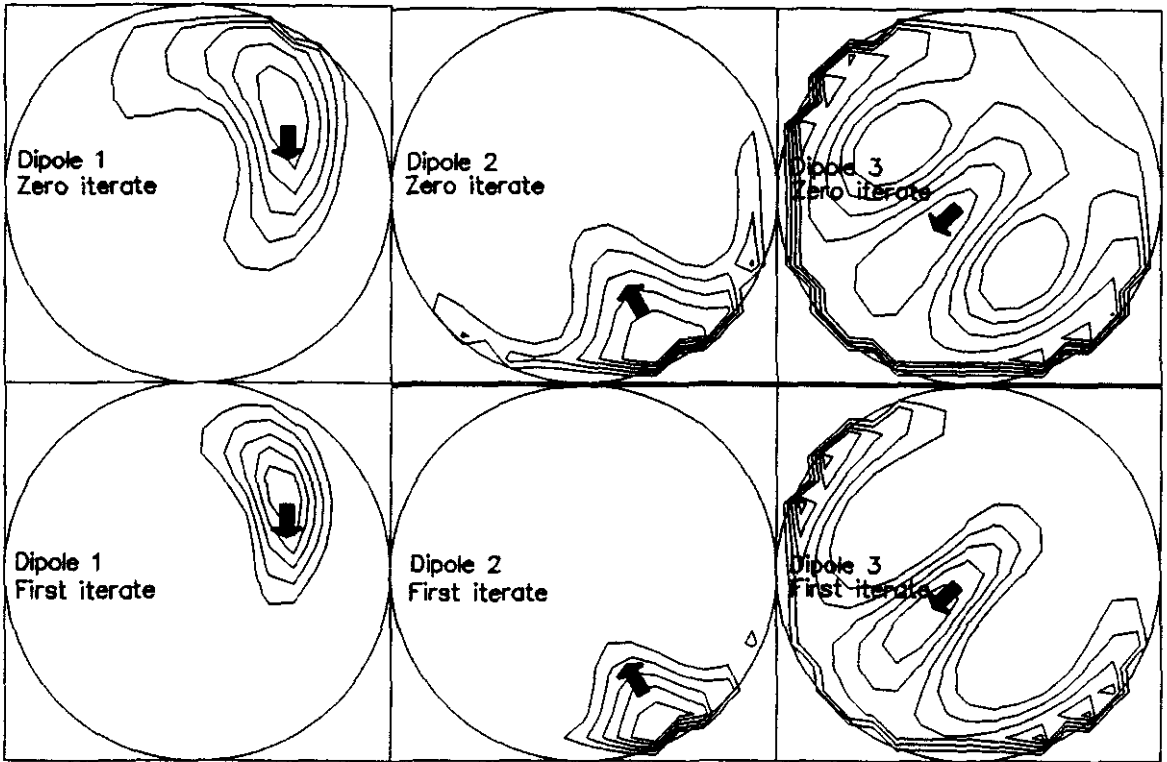 Dipole 1
Zero iterate
Dipole 2
Zero iterate
Dipole 3
Zero iterate
Dipole 1
First iterate
Dipole 2
First iterate
Dipole 3
First iterate